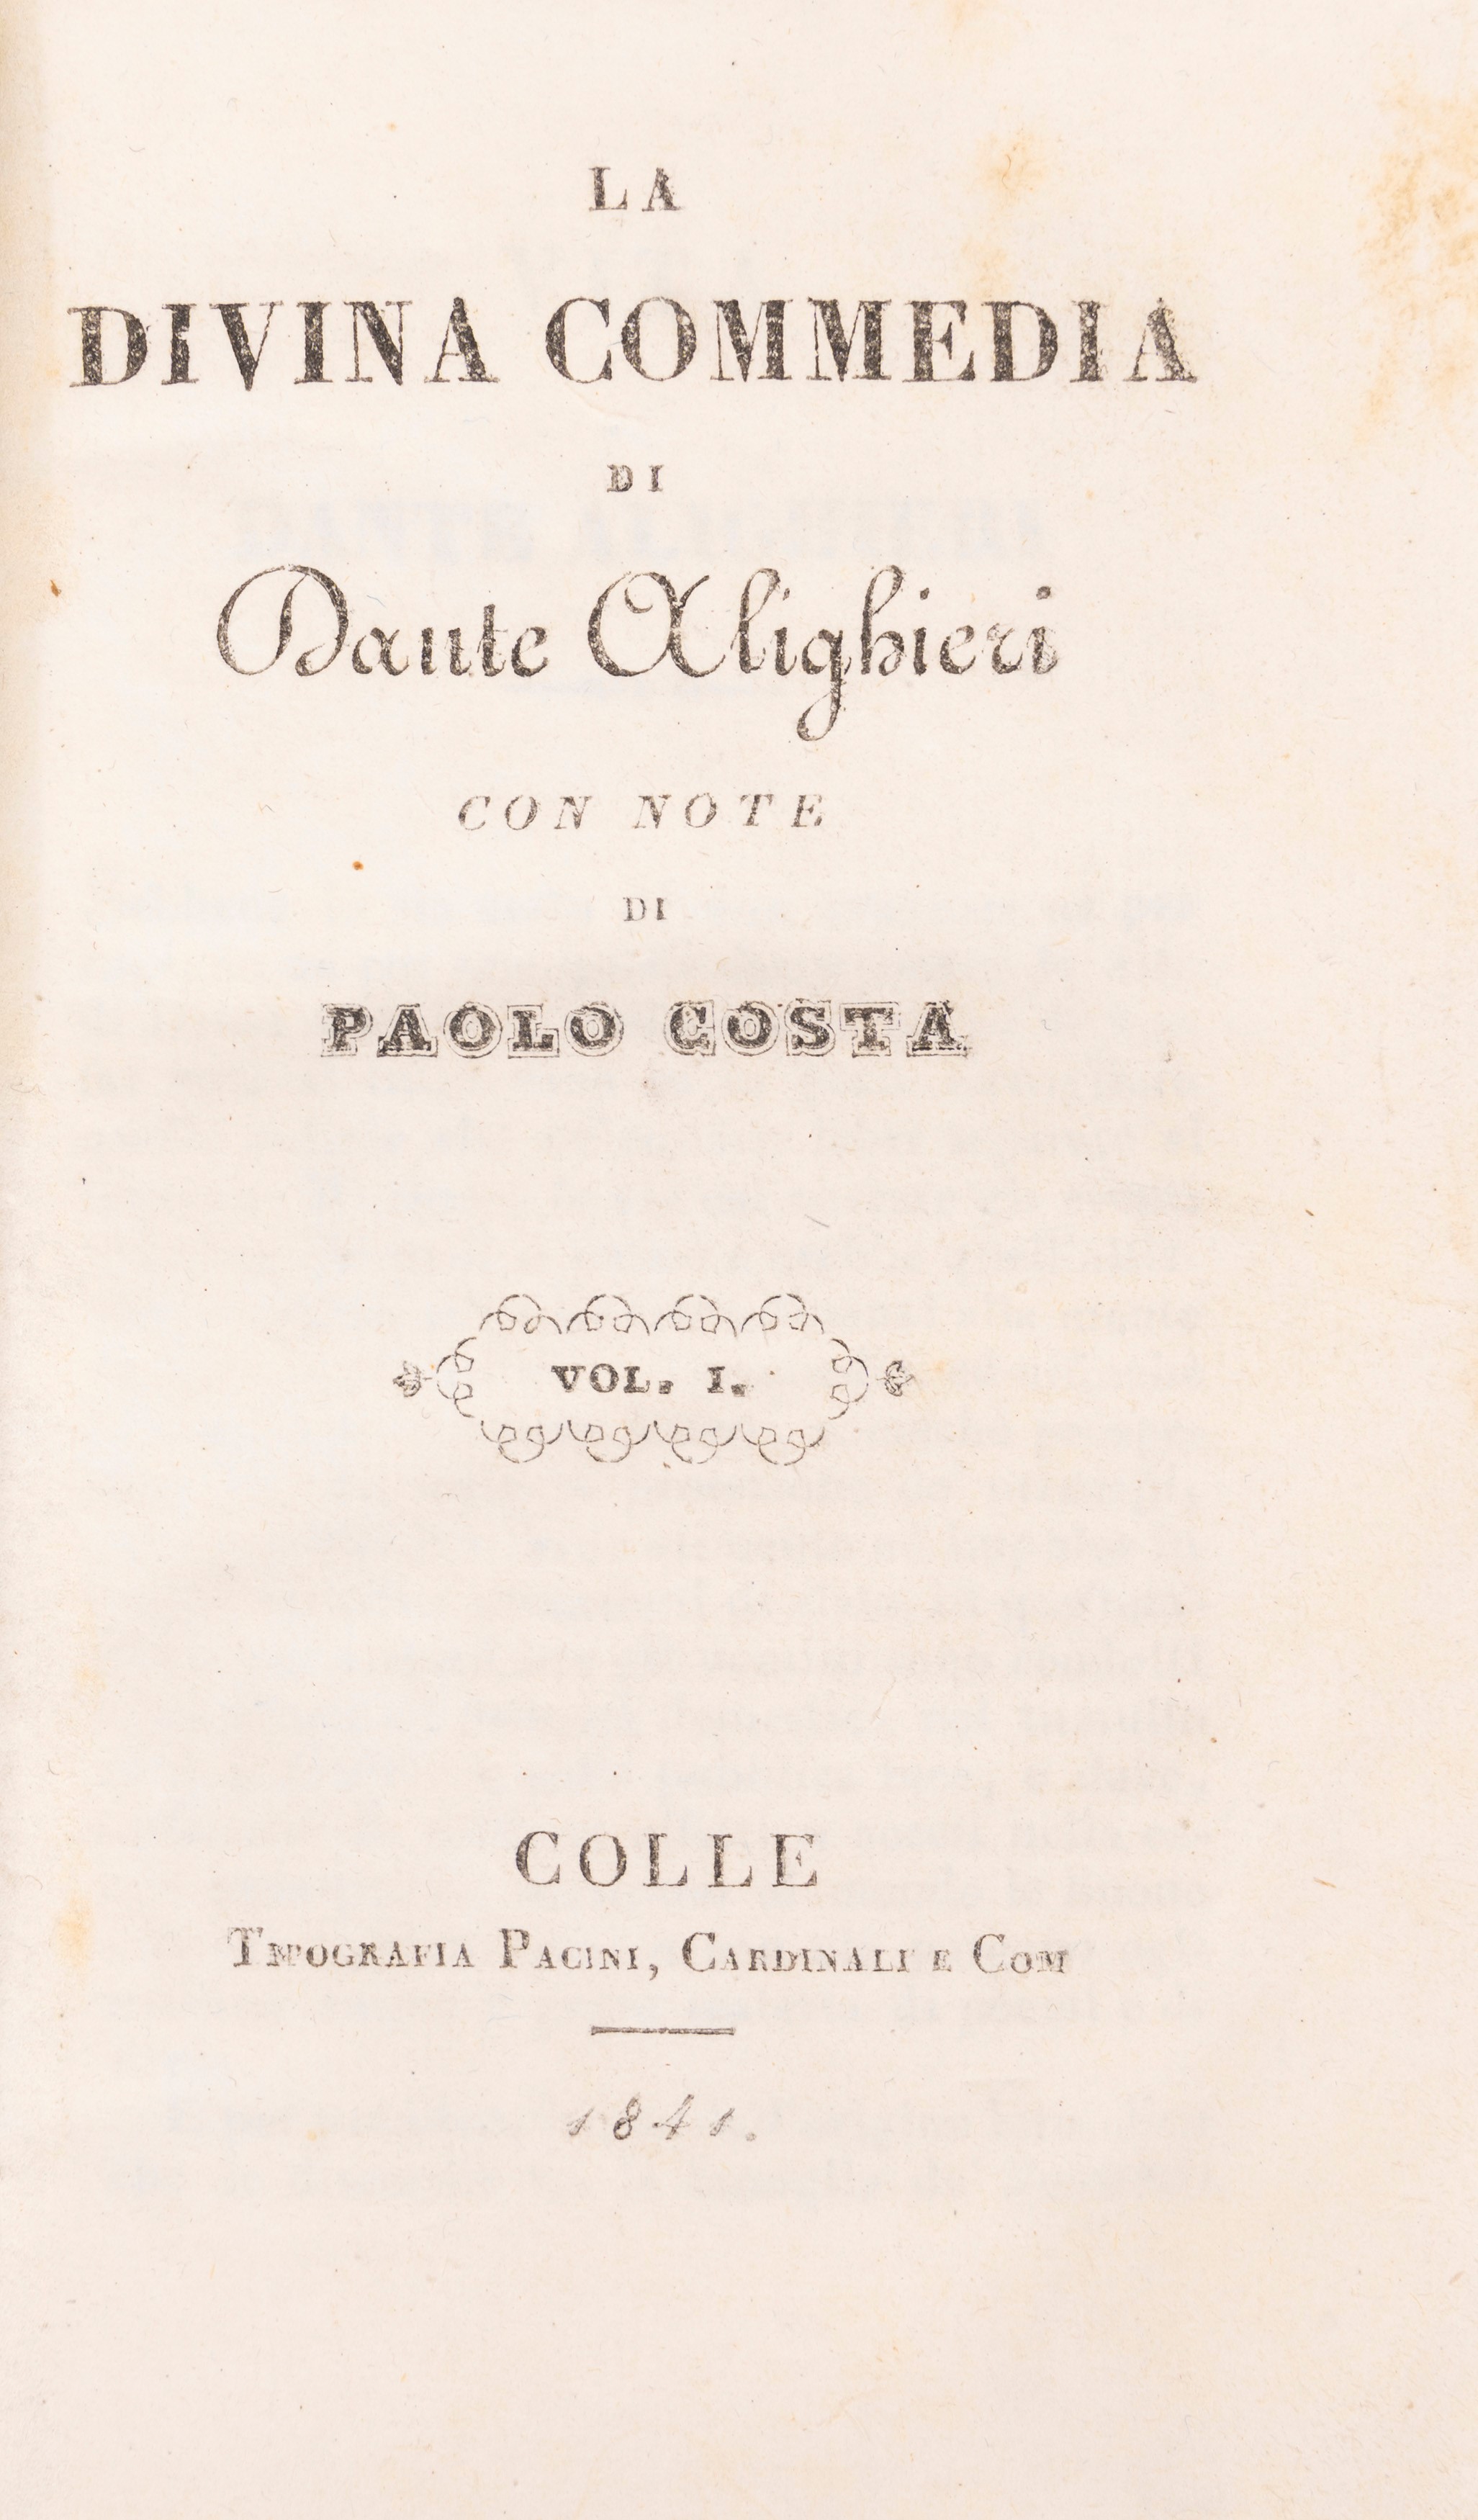 LA
DIVINA COMMEDIA
DI
Dante Alighieri
CON NOTE
DI
PAOLO COSTA
VOL. I.
COLLE
TIPOGRAFIA PACINI, CARDINALI E COM
1841.